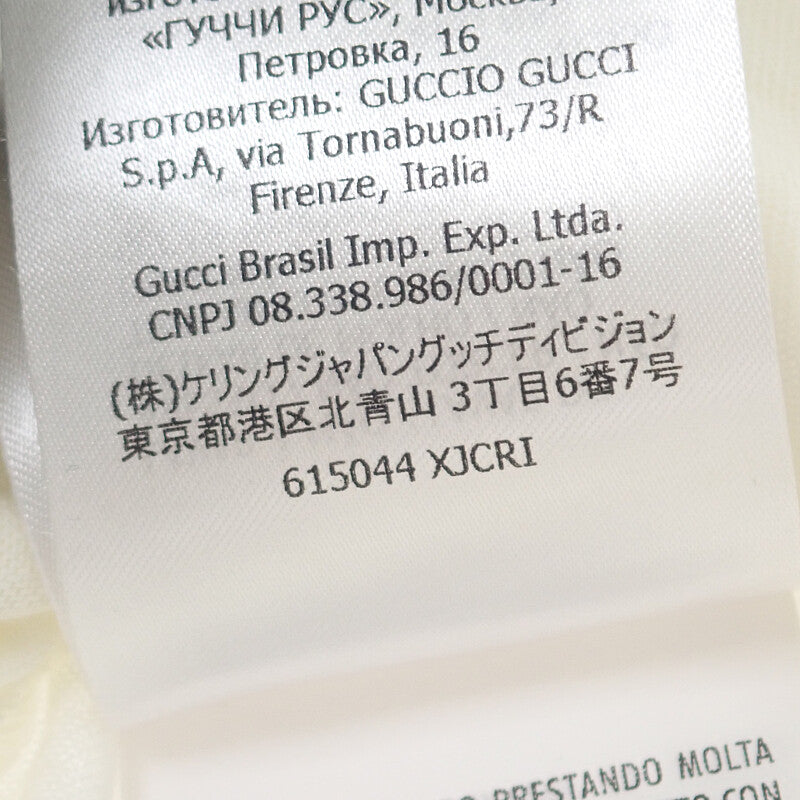 «ГУЧЧИ РУС», Москва,
Петровка, 16
Изготовитель: GUCCIO GUCCI
S.p.A, via Tornabuoni,73/R
Firenze, Italia
Gucci Brasil Imp. Exp. Ltda.
CNPJ 08.338.986/0001-16
(株)ケリングジャパングッチディビジョン
東京都港区北青山 3丁目6番7号
615044 XJCRI
PRESTANDO MOLTA
CON